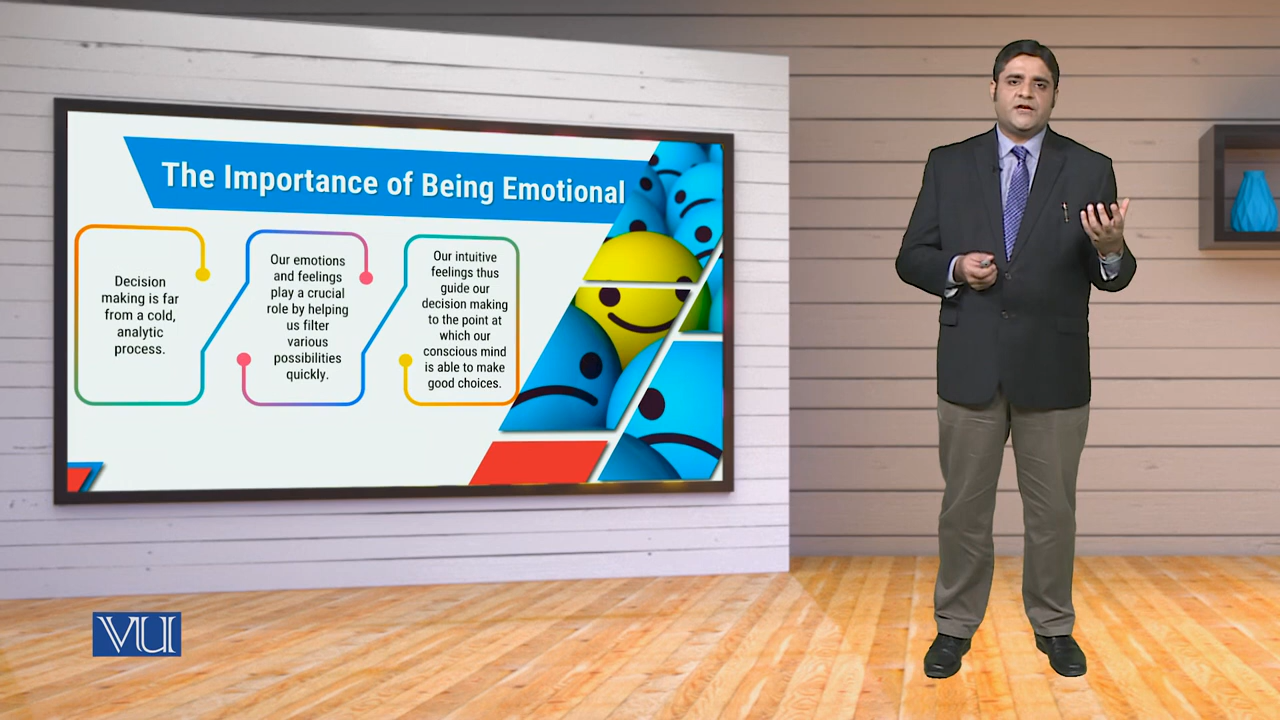 The Importance of Being Emotional
Decision
making is far
from a cold,
analytic
process.
Our emotions
and feelings
play a crucial
role by helping
us filter
various
possibilities
quickly.
Our intuitive
feelings thus
guide our
decision making
to the point at
which our
conscious mind
is able to make
good choices.
VU